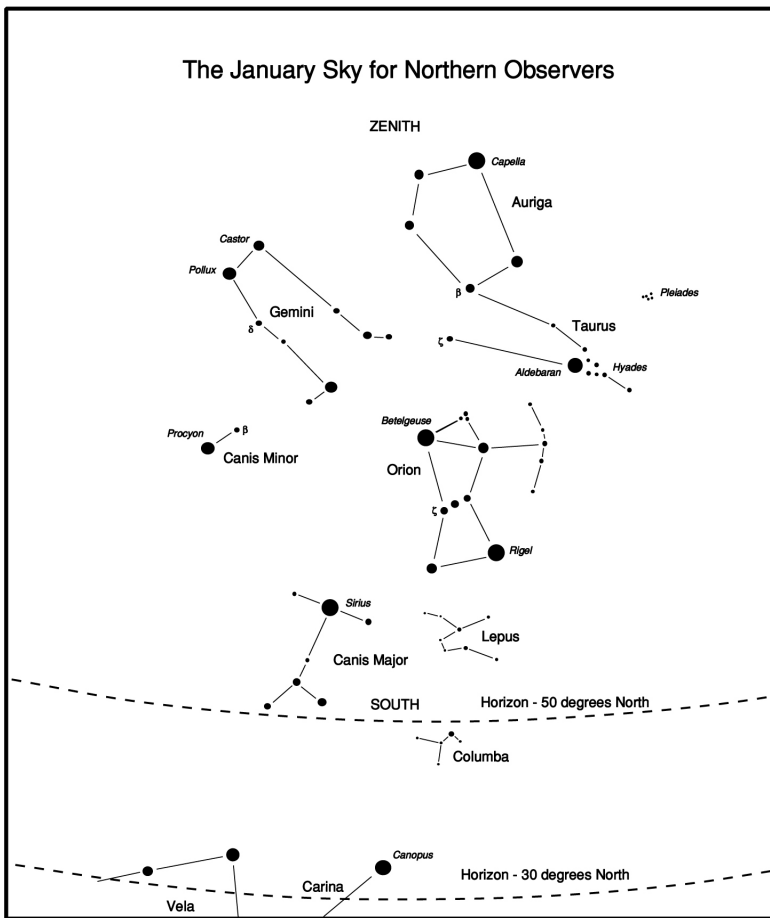 The January Sky for Northern Observers
ZENITH
Capella
Auriga
Castor
Pollux
β
Pleiades
Gemini
δ
Taurus
ζ
Aldebaran
Hyades
Betelgeuse
Procyon
β
Canis Minor
Orion
ζ
Rigel
Sirius
Lepus
Canis Major
SOUTH
Horizon - 50 degrees North
Columba
Canopus
Horizon - 30 degrees North
Carina
Vela